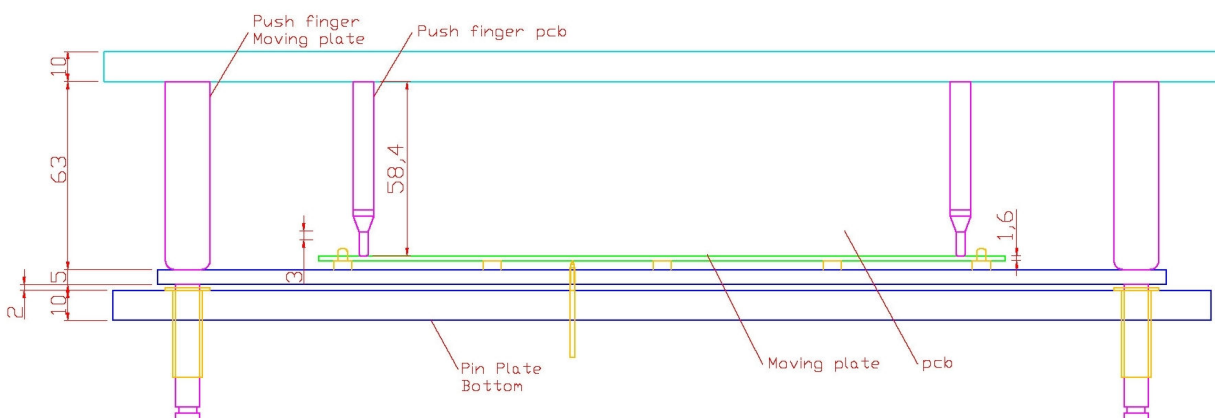 Push finger
Moving plate
Push finger pcb
10
63
58,4
1,6
3
5
2
10
Moving plate
pcb
Pin Plate
Bottom